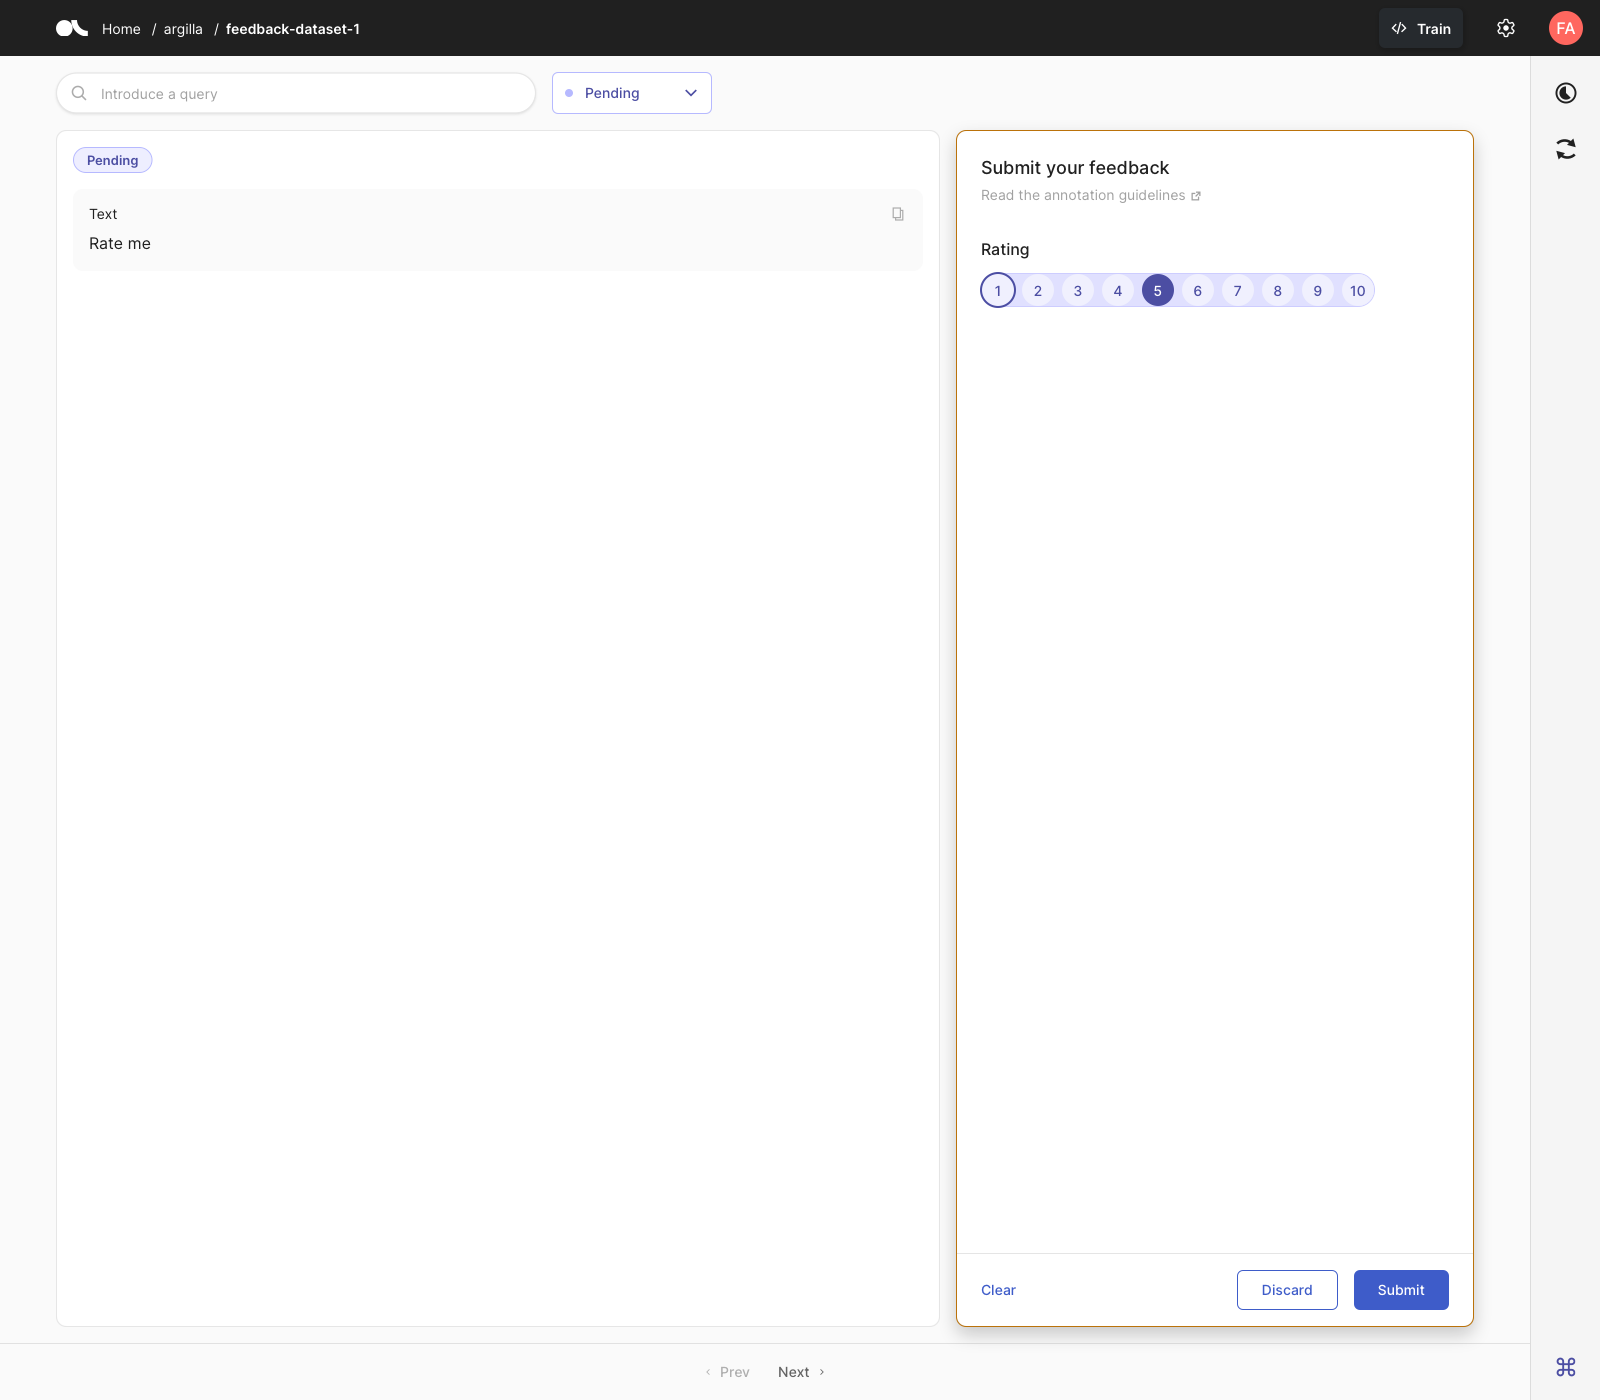 Home / argilla / feedback-dataset-1
Train
FA
Introduce a query
Pending
Pending
Text
Rate me
Submit your feedback
Read the annotation guidelines
Rating
1 2 3 4 5 6 7 8 9 10
Clear
Discard
Submit
Prev
Next